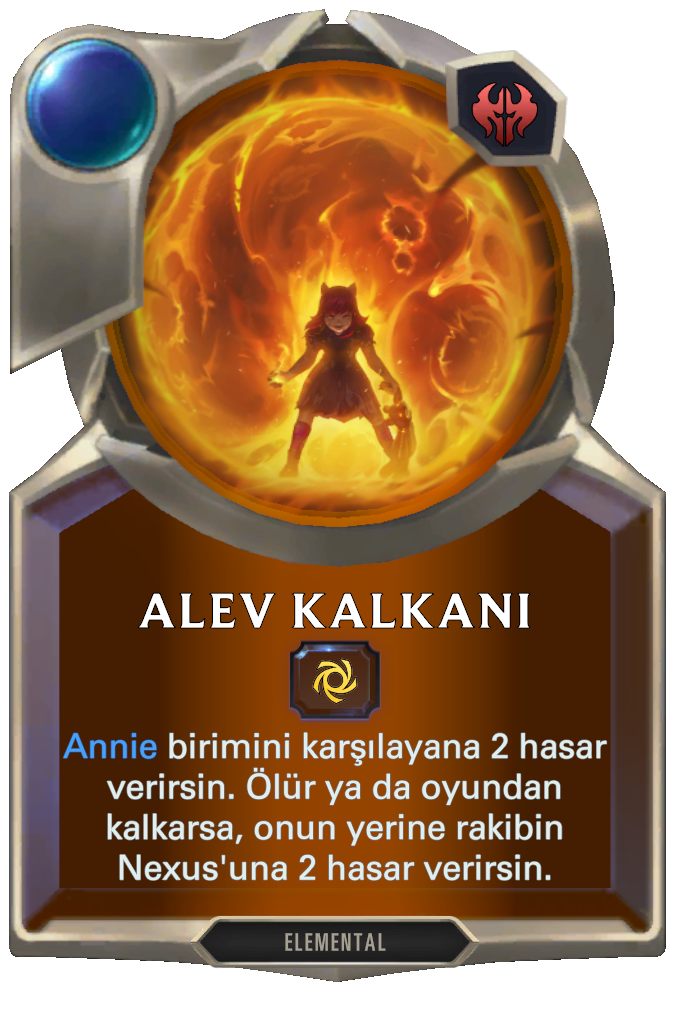 ALEV KALKANI
Annie birimini karşılayana 2 hasar
verirsin. Ölür ya da oyundan
kalkarsa, onun yerine rakibin
Nexus'una 2 hasar verirsin.
ELEMENTAL